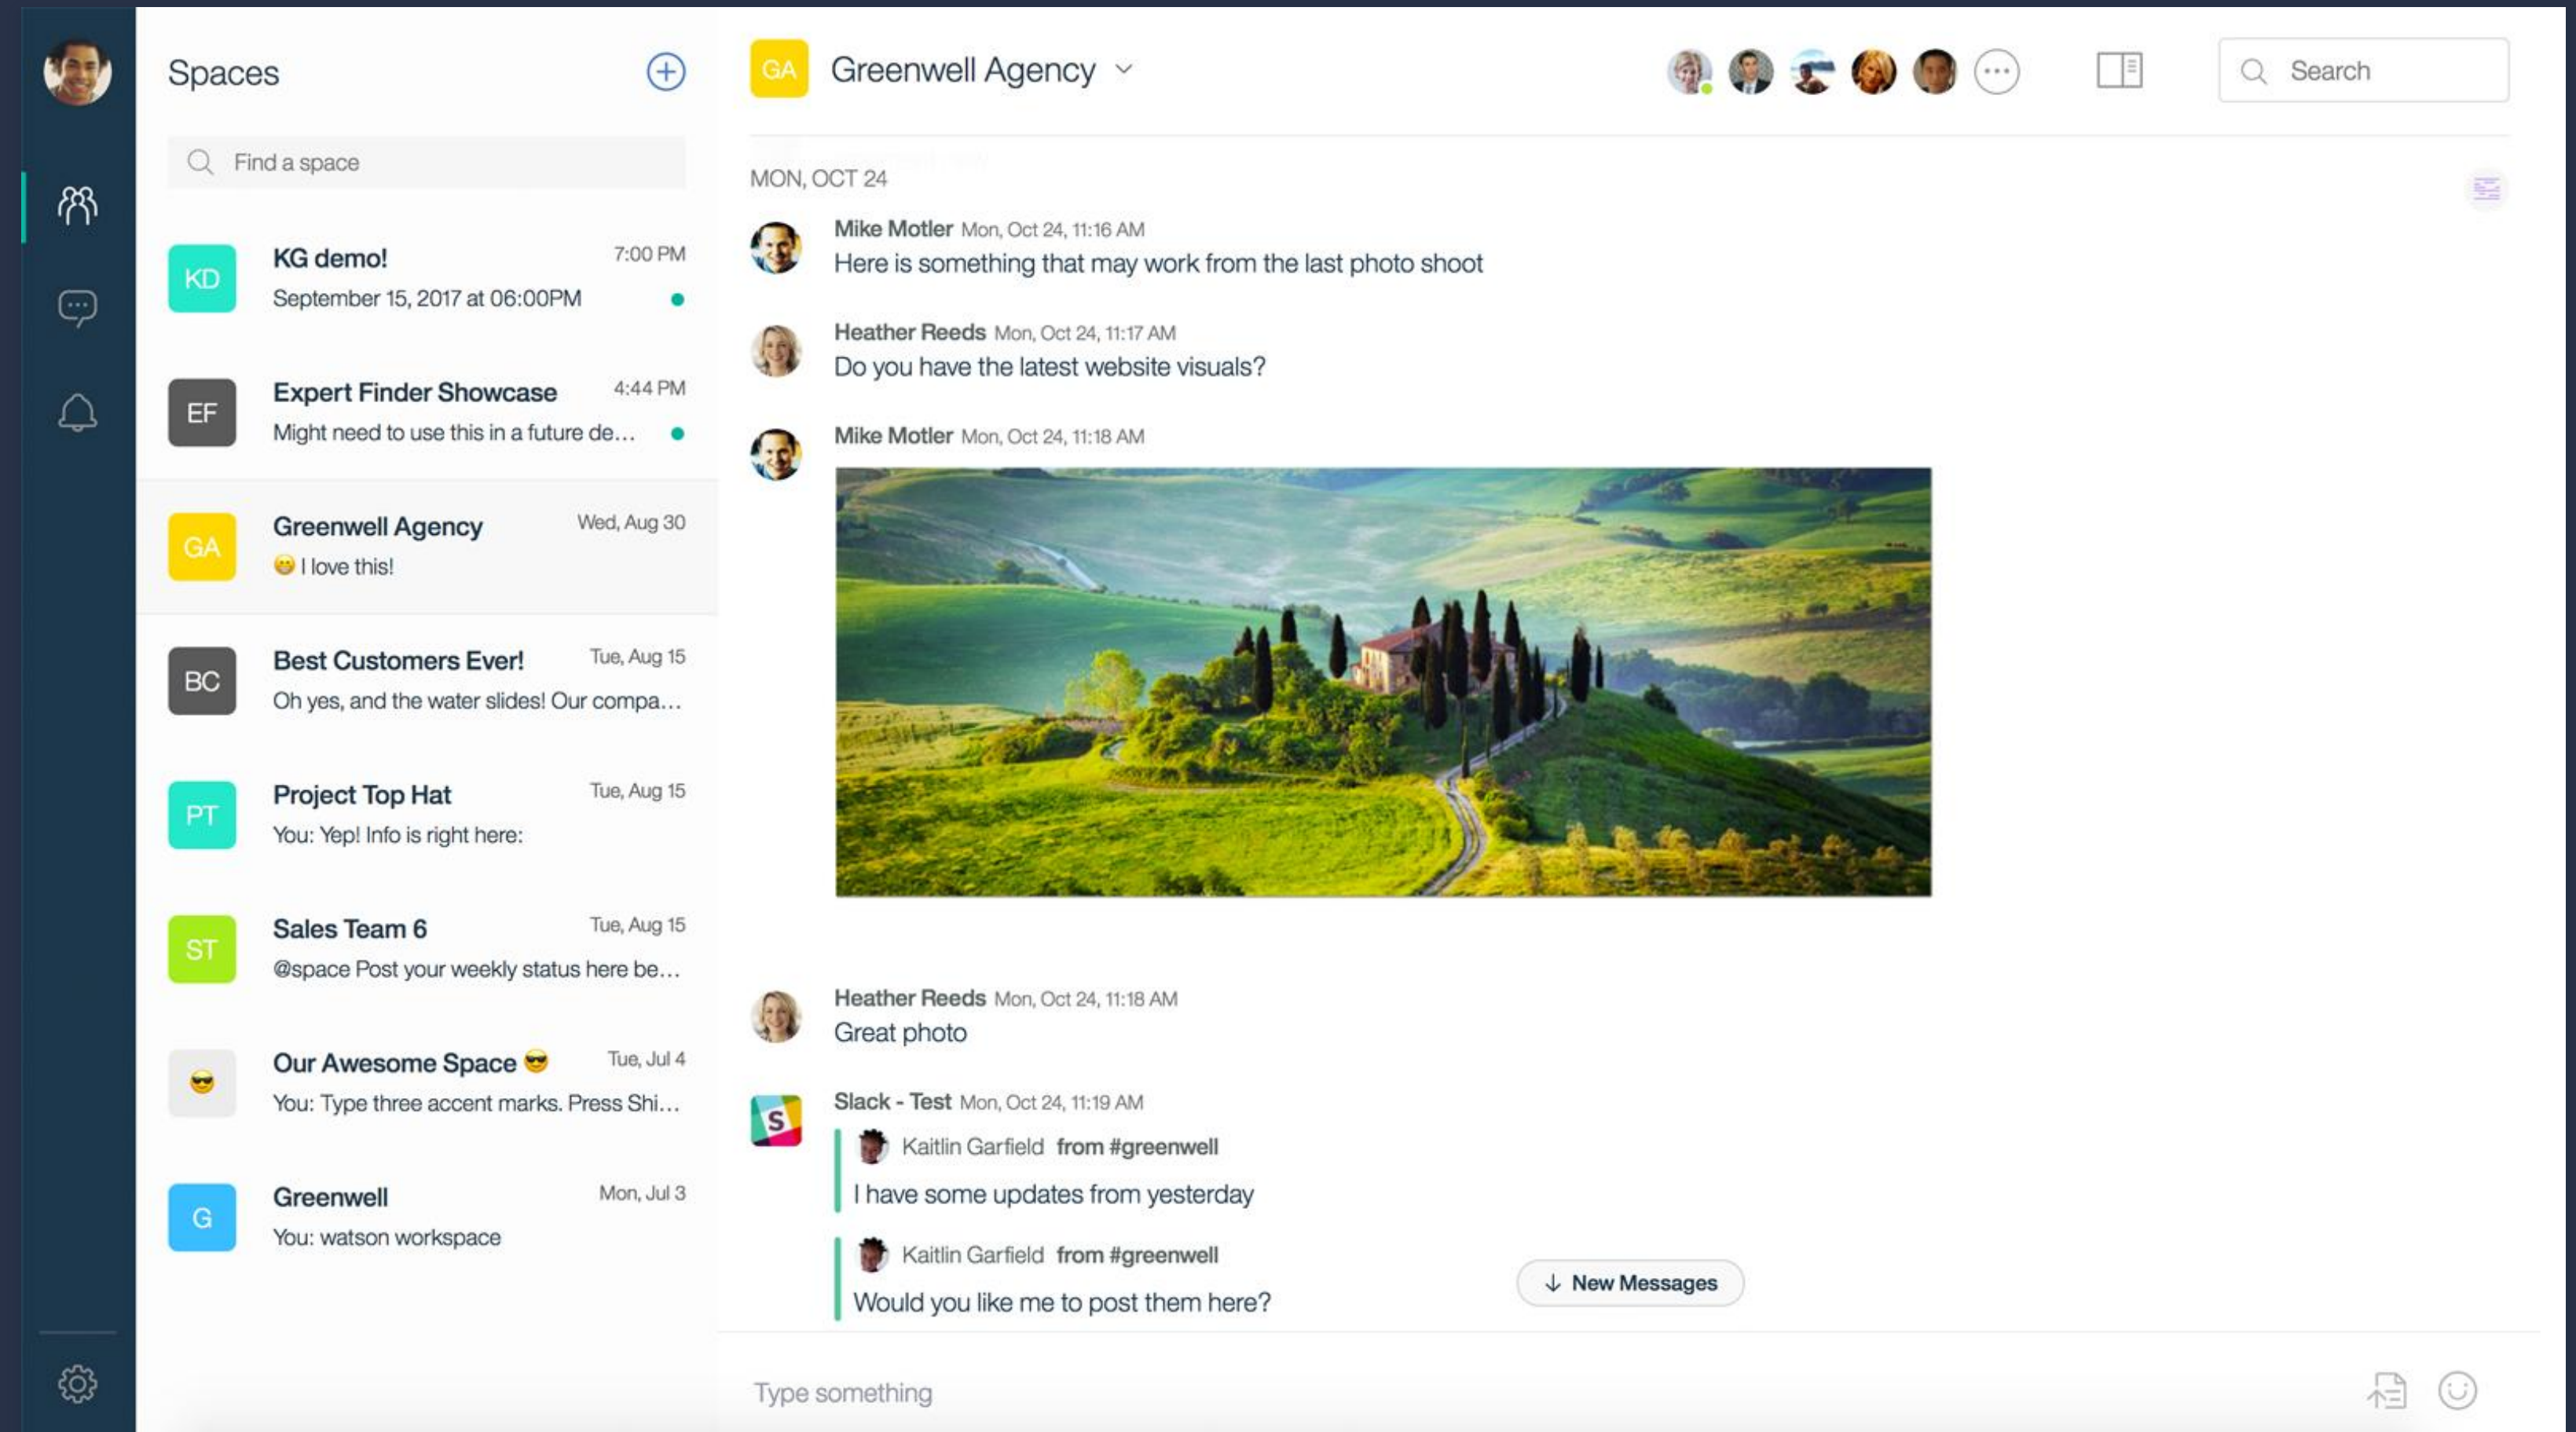 Spaces
Find a space
KD
KG demo!
7:00 PM
September 15, 2017 at 06:00PM
EF
Expert Finder Showcase
4:44 PM
Might need to use this in a future de...
GA
Greenwell Agency
Wed, Aug 30
😁 I love this!
BC
Best Customers Ever!
Tue, Aug 15
Oh yes, and the water slides! Our compa...
PT
Project Top Hat
Tue, Aug 15
You: Yep! Info is right here:
ST
Sales Team 6
Tue, Aug 15
@space Post your weekly status here be...
Our Awesome Space 😎
Tue, Jul 4
You: Type three accent marks. Press Shi...
G
Greenwell
Mon, Jul 3
You: watson workspace
GA
Greenwell Agency
Search
MON, OCT 24
Mike Motler Mon, Oct 24, 11:16 AM
Here is something that may work from the last photo shoot
Heather Reeds Mon, Oct 24, 11:17 AM
Do you have the latest website visuals?
Mike Motler Mon, Oct 24, 11:18 AM
Heather Reeds Mon, Oct 24, 11:18 AM
Great photo
S
Slack - Test Mon, Oct 24, 11:19 AM
Kaitlin Garfield from #greenwell
I have some updates from yesterday
Kaitlin Garfield from #greenwell
Would you like me to post them here?
↓ New Messages
Type something